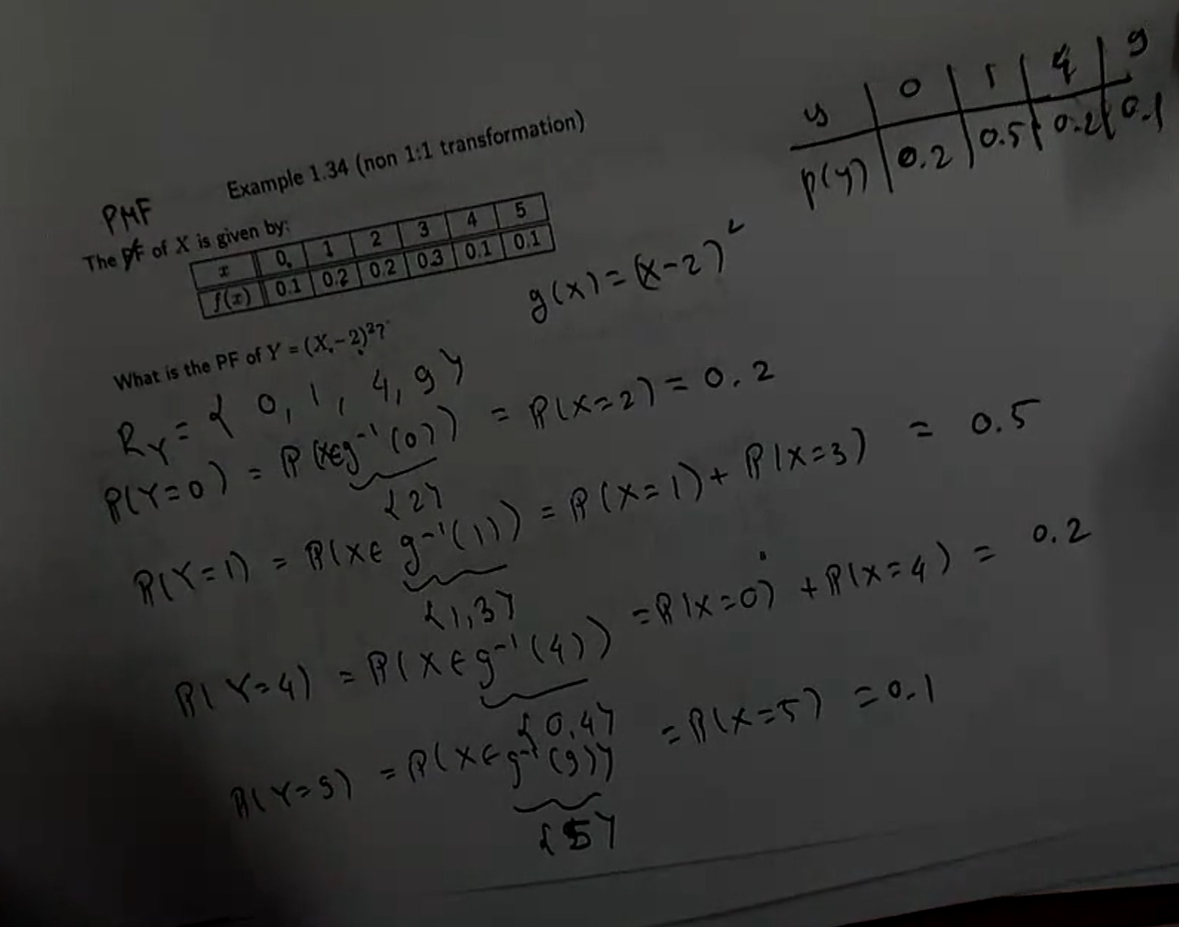 y | 0 | 1 | 4 | 9
p(y) | 0.2 | 0.5 | 0.2 | 0.1
Example 1.34 (non 1:1 transformation)
PMF
The pf of X is given by:
x | 0 | 1 | 2 | 3 | 4 | 5
f(x) | 0.1 | 0.2 | 0.2 | 0.3 | 0.1 | 0.1
g(x) = (x-2)²
What is the PF of Y = (X - 2)²?
R_Y = { 0, 1, 4, 9 }
P(Y=0) = P(X∈g⁻¹(0)) = P(X=2) = 0.2
{2}
P(Y=1) = P(X∈ g⁻¹(1)) = P(X=1) + P(X=3) = 0.5
{1,3}
P(Y=4) = P(X∈g⁻¹(4)) = P(X=0) + P(X=4) = 0.2
{0,4}
P(Y=9) = P(X∈g⁻¹(9)) = P(X=5) = 0.1
{5}